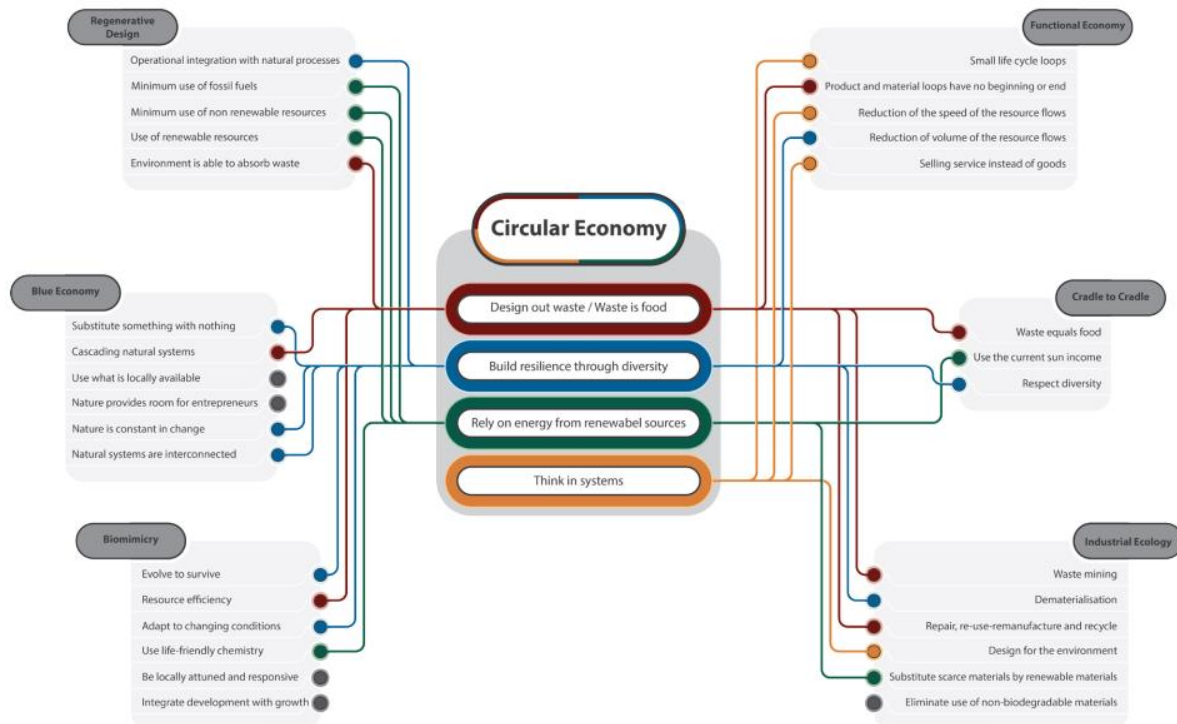 Regenerative
Design
Operational integration with natural processes
Minimum use of fossil fuels
Minimum use of non renewable resources
Use of renewable resources
Environment is able to absorb waste
Functional Economy
Small life cycle loops
Product and material loops have no beginning or end
Reduction of the speed of the resource flows
Reduction of volume of the resource flows
Selling service instead of goods
Circular Economy
Design out waste / Waste is food
Build resilience through diversity
Rely on energy from renewabel sources
Think in systems
Blue Economy
Substitute something with nothing
Cascading natural systems
Use what is locally available
Nature provides room for entrepreneurs
Nature is constant in change
Natural systems are interconnected
Cradle to Cradle
Waste equals food
Use the current sun income
Respect diversity
Biomimicry
Evolve to survive
Resource efficiency
Adapt to changing conditions
Use life-friendly chemistry
Be locally attuned and responsive
Integrate development with growth
Industrial Ecology
Waste mining
Dematerialisation
Repair, re-use-remanufacture and recycle
Design for the environment
Substitute scarce materials by renewable materials
Eliminate use of non-biodegradable materials